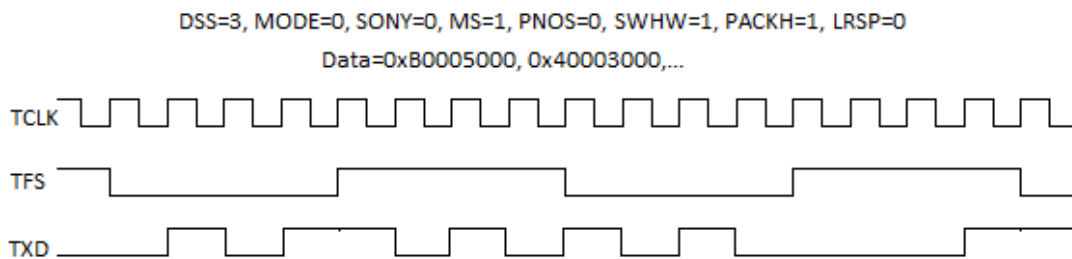 DSS=3, MODE=0, SONY=0, MS=1, PNOS=0, SWHW=1, PACKH=1, LRSP=0
Data=0xB0005000, 0x40003000,...
TCLK
TFS
TXD